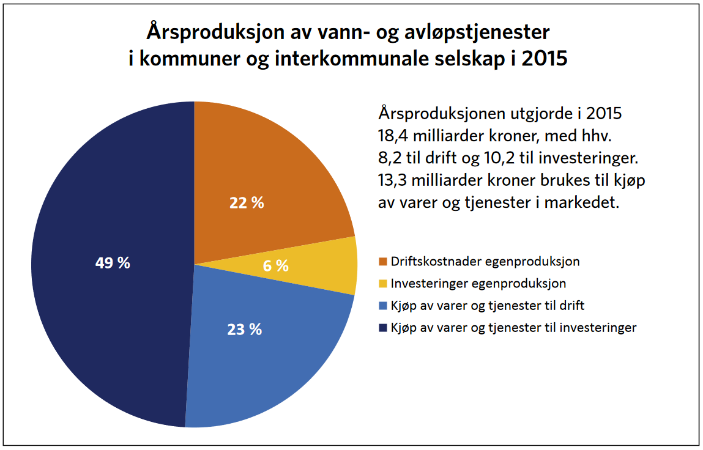 Årsproduksjon av vann- og avløpstjenester
i kommuner og interkommunale selskap i 2015
Årsproduksjonen utgjorde i 2015
18,4 milliarder kroner, med hhv.
8,2 til drift og 10,2 til investeringer.
13,3 milliarder kroner brukes til kjøp
av varer og tjenester i markedet.
22 %
6 %
23 %
49 %
Driftskostnader egenproduksjon
Investeringer egenproduksjon
Kjøp av varer og tjenester til drift
Kjøp av varer og tjenester til investeringer